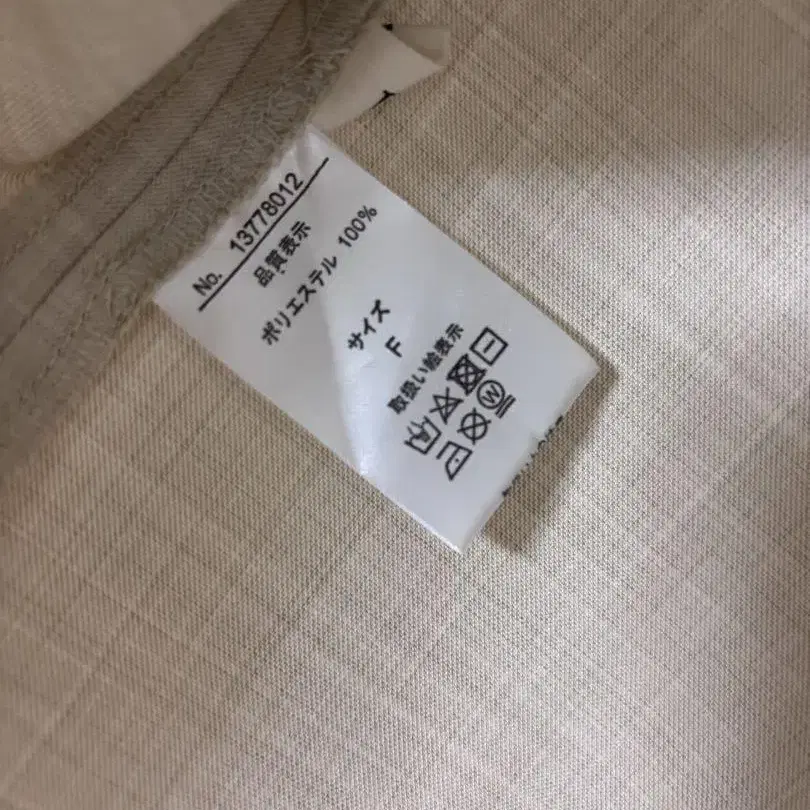 No. 13778012
品質表示
ポリエステル 100%
サイズ
F
取扱い絵表示
W